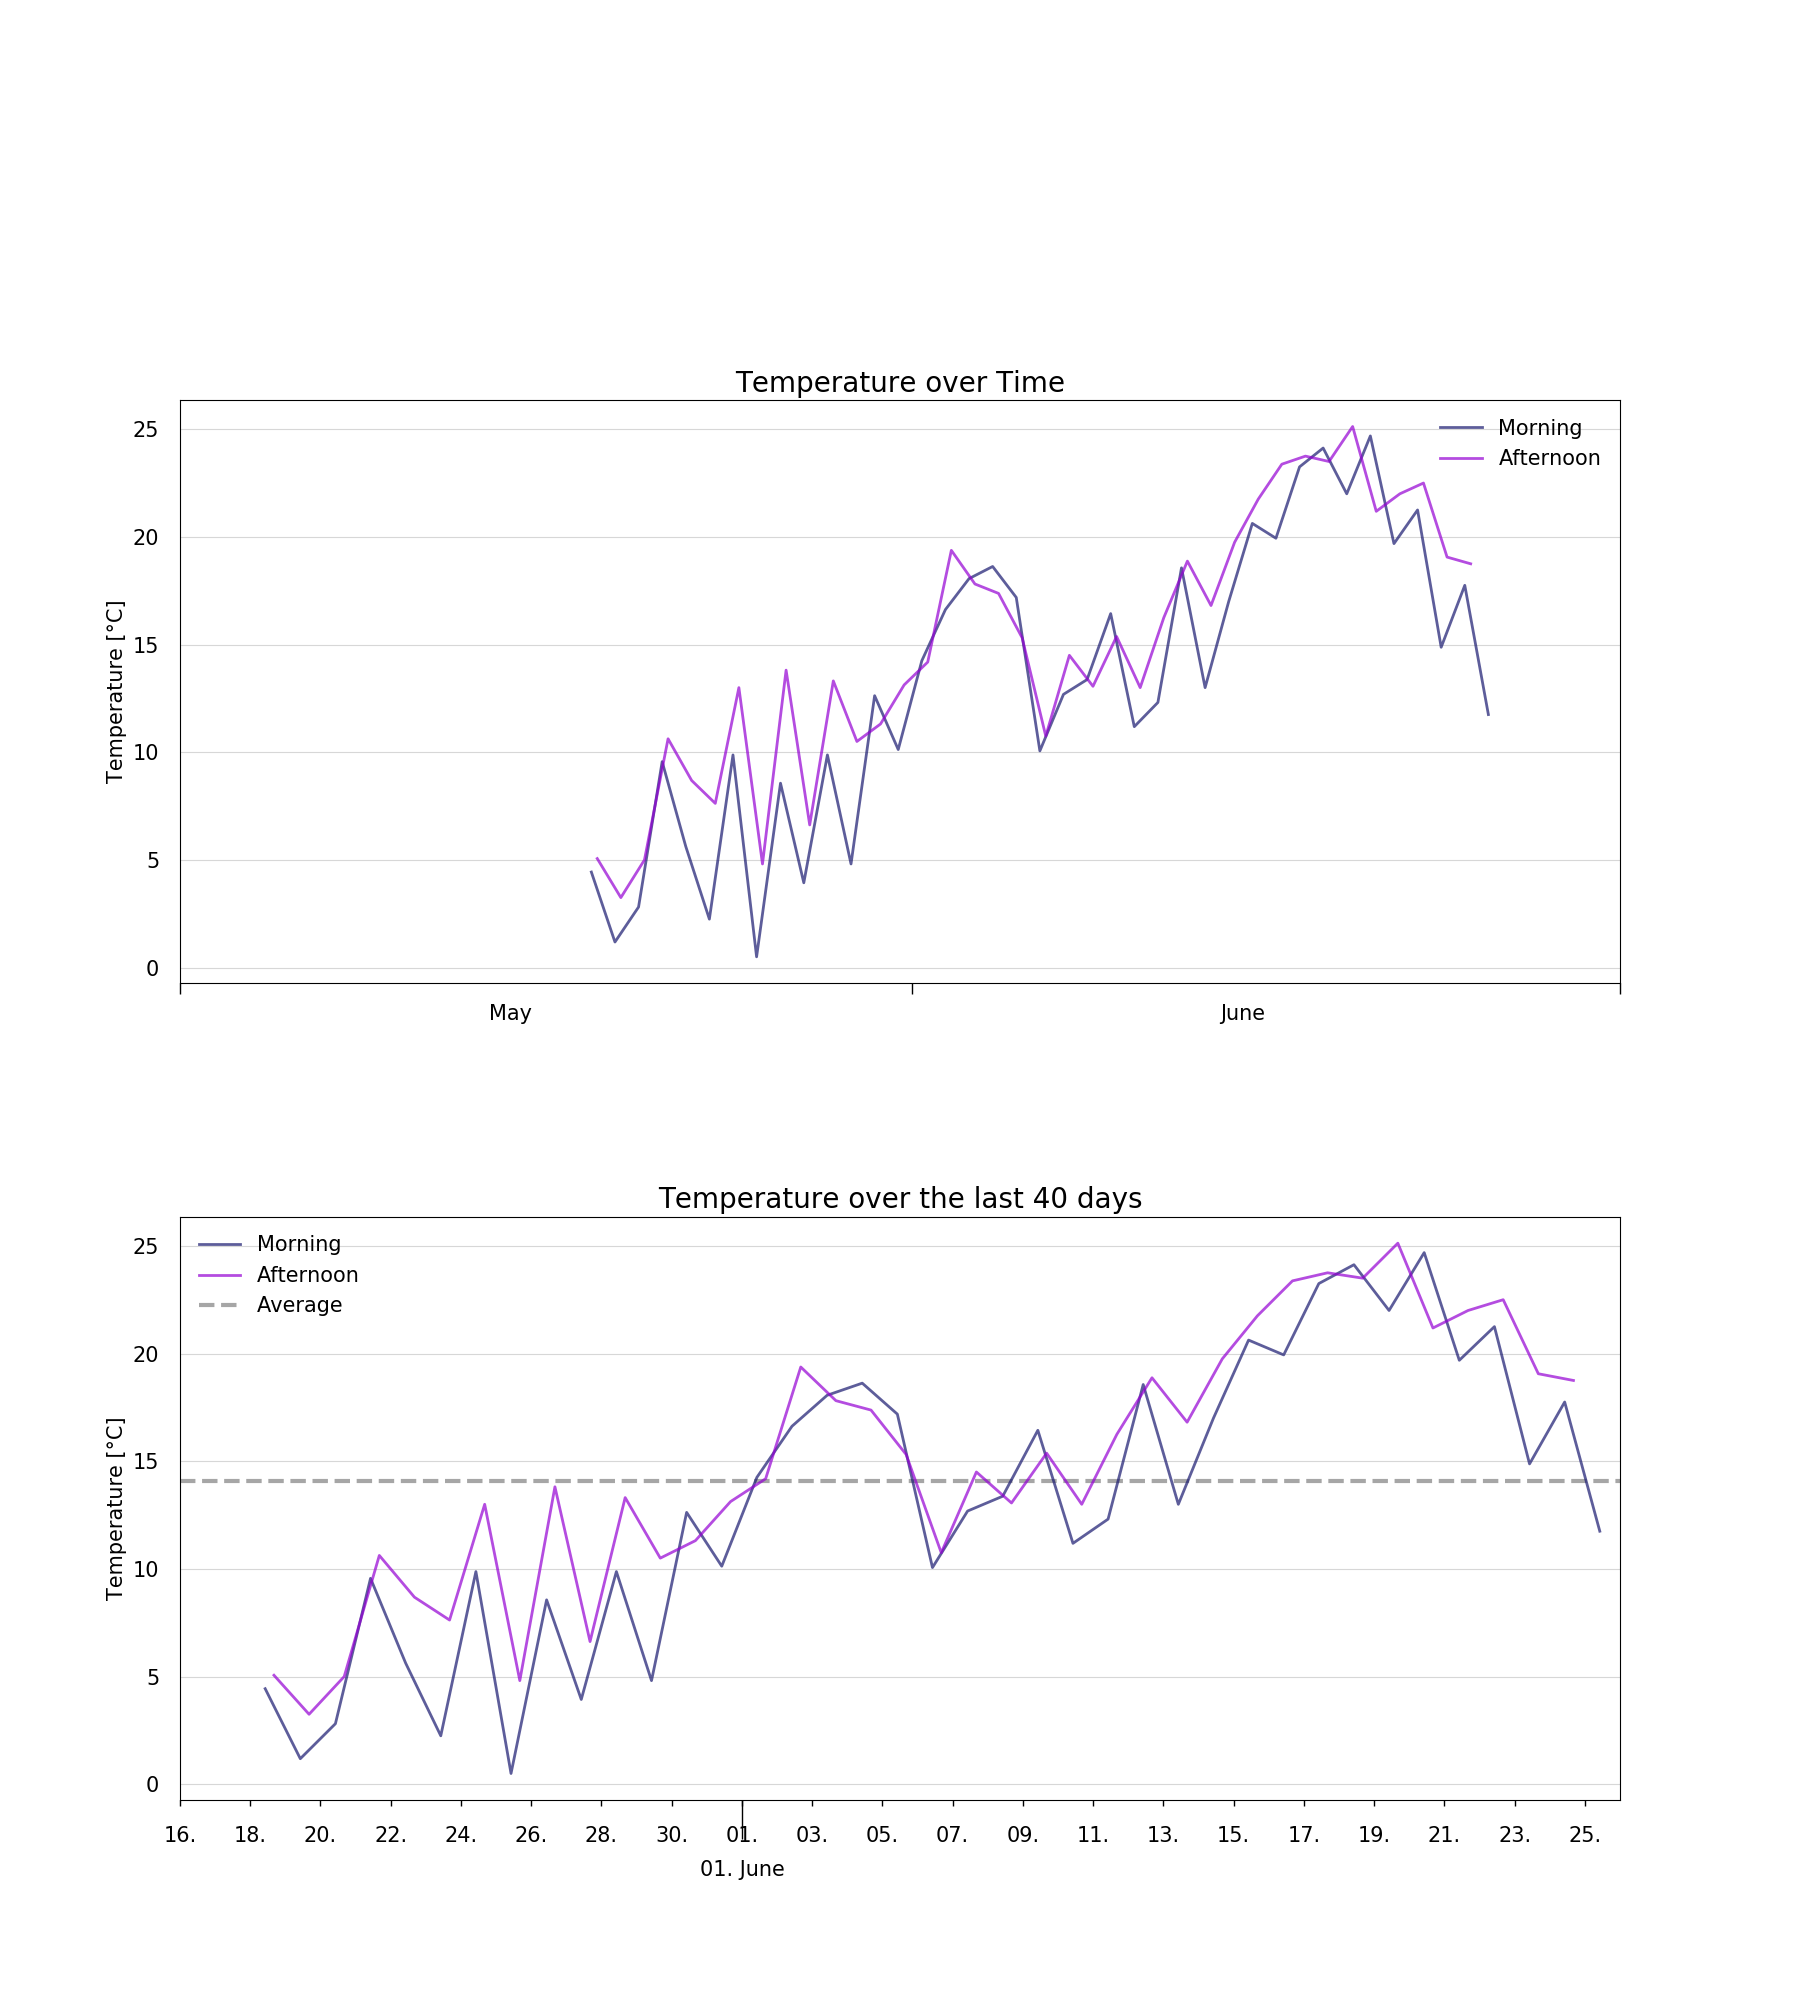 Temperature over Time
Temperature [°C]
25
20
15
10
5
0
Morning
Afternoon
May June
Temperature over the last 40 days
Temperature [°C]
25
20
15
10
5
0
Morning
Afternoon
Average
16. 18. 20. 22. 24. 26. 28. 30. 01. 03. 05. 07. 09. 11. 13. 15. 17. 19. 21. 23. 25.
01. June